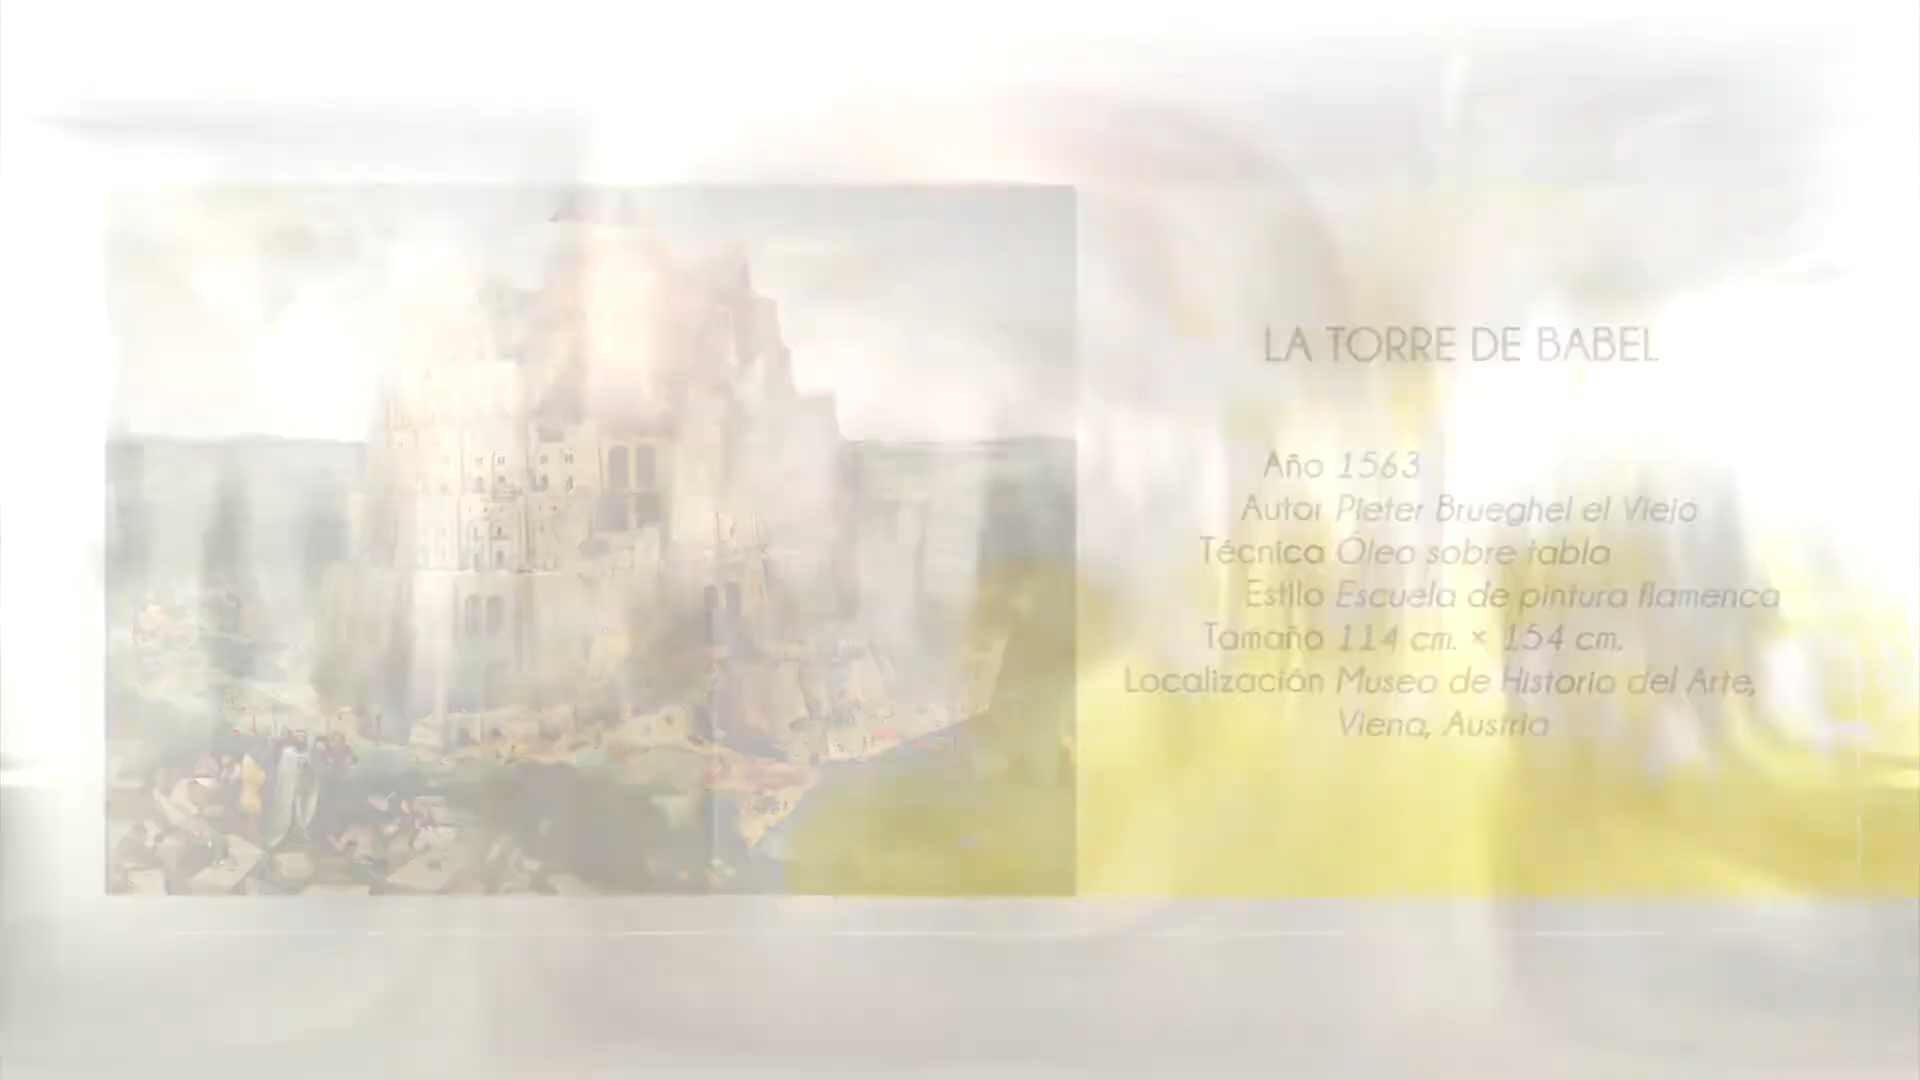 LA TORRE DE BABEL
Año 1563
Autor Pieter Brueghel el Viejo
Técnica Óleo sobre tabla
Estilo Escuela de pintura flamenca
Tamaño 114 cm. × 154 cm.
Localización Museo de Historia del Arte,
Viena, Austria